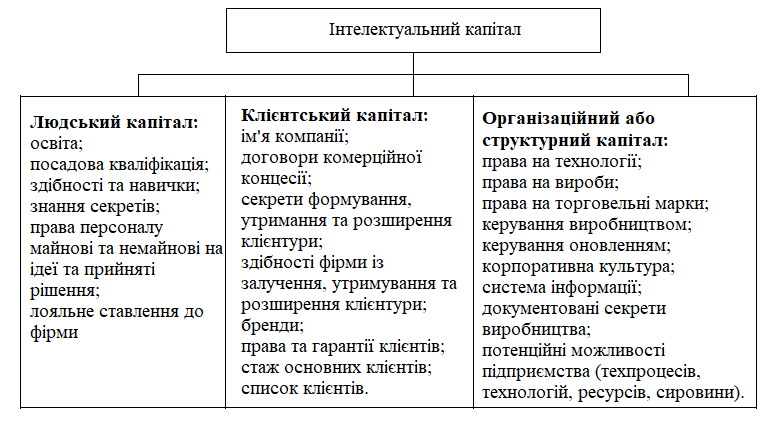 Інтелектуальний капітал
Людський капітал:
освіта;
посадова кваліфікація;
здібності та навички;
знання секретів;
права персоналу
майнові та немайнові на
ідеї та прийняті
рішення;
лояльне ставлення до
фірми
Клієнтський капітал:
ім'я компанії;
договори комерційної
концесії;
секрети формування,
утримання та розширення
клієнтури;
здібності фірми із
залучення, утримування та
розширення клієнтури;
бренди;
права та гарантії клієнтів;
стаж основних клієнтів;
список клієнтів.
Організаційний або
структурний капітал:
права на технології;
права на вироби;
права на торговельні марки;
керування виробництвом;
керування оновленням;
корпоративна культура;
система інформації;
документовані секрети
виробництва;
потенційні можливості
підприємства (техпроцесів,
технологій, ресурсів, сировини).